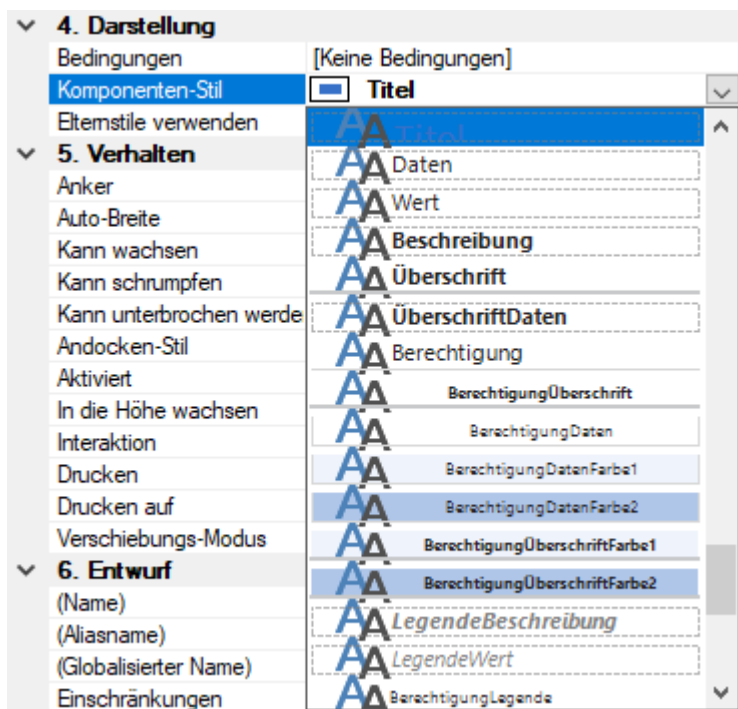 4. Darstellung
Bedingungen [Keine Bedingungen]
Komponenten-Stil Titel
Elternstile verwenden Titel
5. Verhalten Daten
Anker Wert
Auto-Breite
Kann wachsen Beschreibung
Kann schrumpfen Überschrift
Kann unterbrochen werde ÜberschriftDaten
Andocken-Stil Berechtigung
Aktiviert BerechtigungÜberschrift
In die Höhe wachsen
Interaktion BerechtigungDaten
Drucken BerechtigungDatenFarbe1
Drucken auf BerechtigungDatenFarbe2
Verschiebungs-Modus BerechtigungÜberschriftFarbe1
6. Entwurf BerechtigungÜberschriftFarbe2
(Name)
(Aliasname) LegendeBeschreibung
(Globalisierter Name) LegendeWert
Einschränkungen BerechtigungLegende